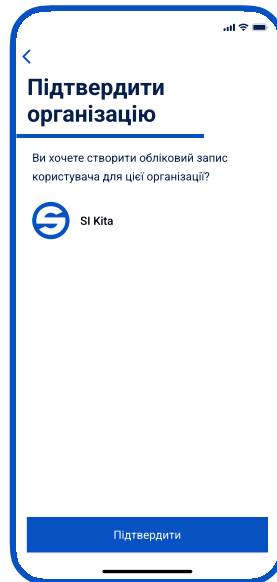 Підтвердити
організацію
Ви хочете створити обліковий запис
користувача для цієї організації?
SI Kita
Підтвердити